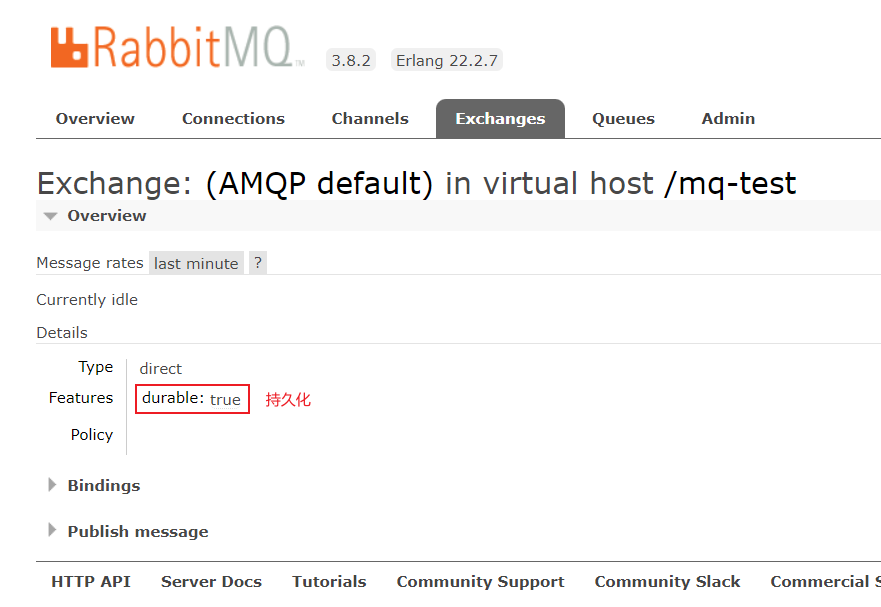 RabbitMQ TM 3.8.2 Erlang 22.2.7
Overview Connections Channels Exchanges Queues Admin
Exchange: (AMQP default) in virtual host /mq-test
Overview
Message rates last minute ?
Currently idle
Details
Type direct
Features durable: true 持久化
Policy
Bindings
Publish message
HTTP API Server Docs Tutorials Community Support Community Slack Commercial S